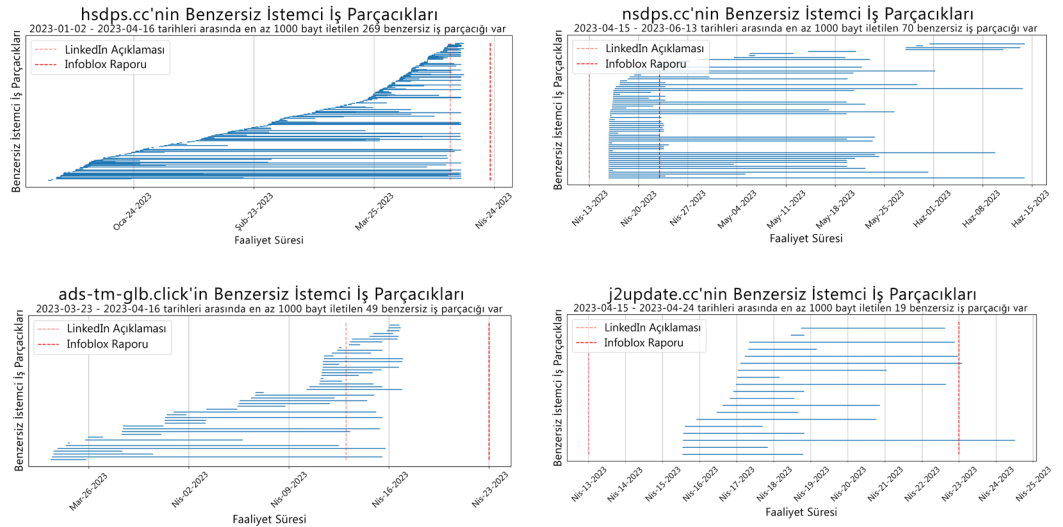 hsdps.cc'nin Benzersiz İstemci İş Parçacıkları
2023-01-02 - 2023-04-16 tarihleri arasında en az 1000 bayt iletilen 269 benzersiz iş parçacığı var
LinkedIn Açıklaması
Infoblox Raporu
Benzersiz İstemci İş Parçacıkları
Oca-24-2023
Şub-23-2023
Mar-25-2023
Nis-24-2023
Faaliyet Süresi
nsdps.cc'nin Benzersiz İstemci İş Parçacıkları
2023-04-15 - 2023-06-13 tarihleri arasında en az 1000 bayt iletilen 70 benzersiz iş parçacığı var
LinkedIn Açıklaması
Infoblox Raporu
Benzersiz İstemci İş Parçacıkları
Nis-13-2023
Nis-20-2023
Nis-27-2023
May-04-2023
May-11-2023
May-18-2023
May-25-2023
Haz-01-2023
Haz-08-2023
Haz-15-2023
Faaliyet Süresi
ads-tm-glb.click'in Benzersiz İstemci İş Parçacıkları
2023-03-23 - 2023-04-16 tarihleri arasında en az 1000 bayt iletilen 49 benzersiz iş parçacığı var
LinkedIn Açıklaması
Infoblox Raporu
Benzersiz İstemci İş Parçacıkları
Mar-26-2023
Nis-02-2023
Nis-09-2023
Nis-16-2023
Nis-23-2023
Faaliyet Süresi
j2update.cc'nin Benzersiz İstemci İş Parçacıkları
2023-04-15 - 2023-04-24 tarihleri arasında en az 1000 bayt iletilen 19 benzersiz iş parçacığı var
LinkedIn Açıklaması
Infoblox Raporu
Benzersiz İstemci İş Parçacıkları
Nis-13-2023
Nis-14-2023
Nis-15-2023
Nis-16-2023
Nis-17-2023
Nis-18-2023
Nis-19-2023
Nis-20-2023
Nis-21-2023
Nis-22-2023
Nis-23-2023
Nis-24-2023
Nis-25-2023
Faaliyet Süresi